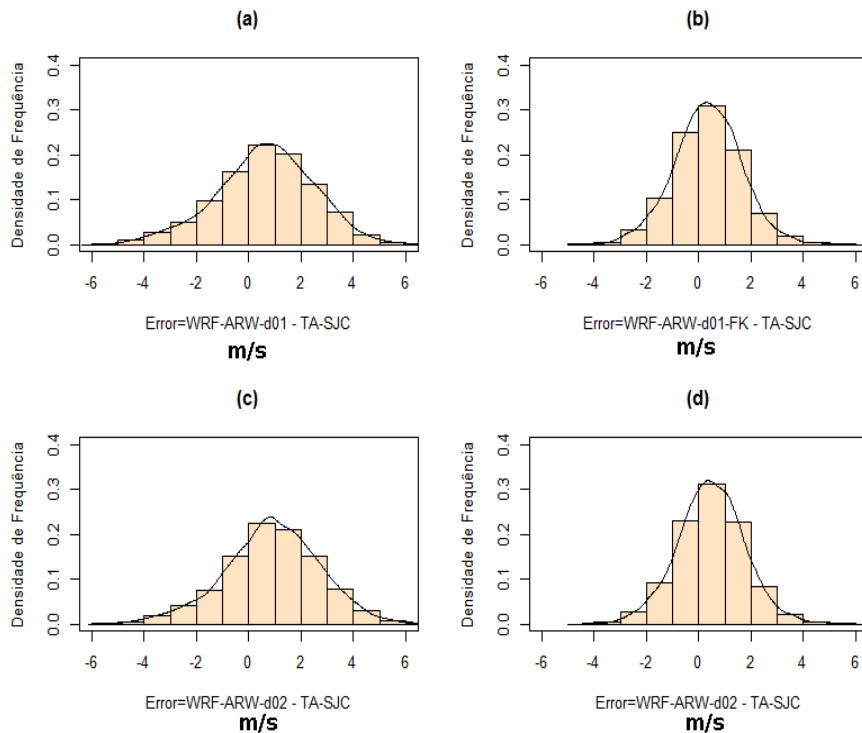 (a)
Densidade de Frequência
0.0 0.1 0.2 0.3 0.4
-6 -4 -2 0 2 4 6
Error=WRF-ARW-d01 - TA-SJC
m/s
(b)
Densidade de Frequência
0.0 0.1 0.2 0.3 0.4
-6 -4 -2 0 2 4 6
Error=WRF-ARW-d01-FK - TA-SJC
m/s
(c)
Densidade de Frequência
0.0 0.1 0.2 0.3 0.4
-6 -4 -2 0 2 4 6
Error=WRF-ARW-d02 - TA-SJC
m/s
(d)
Densidade de Frequência
0.0 0.1 0.2 0.3 0.4
-6 -4 -2 0 2 4 6
Error=WRF-ARW-d02 - TA-SJC
m/s